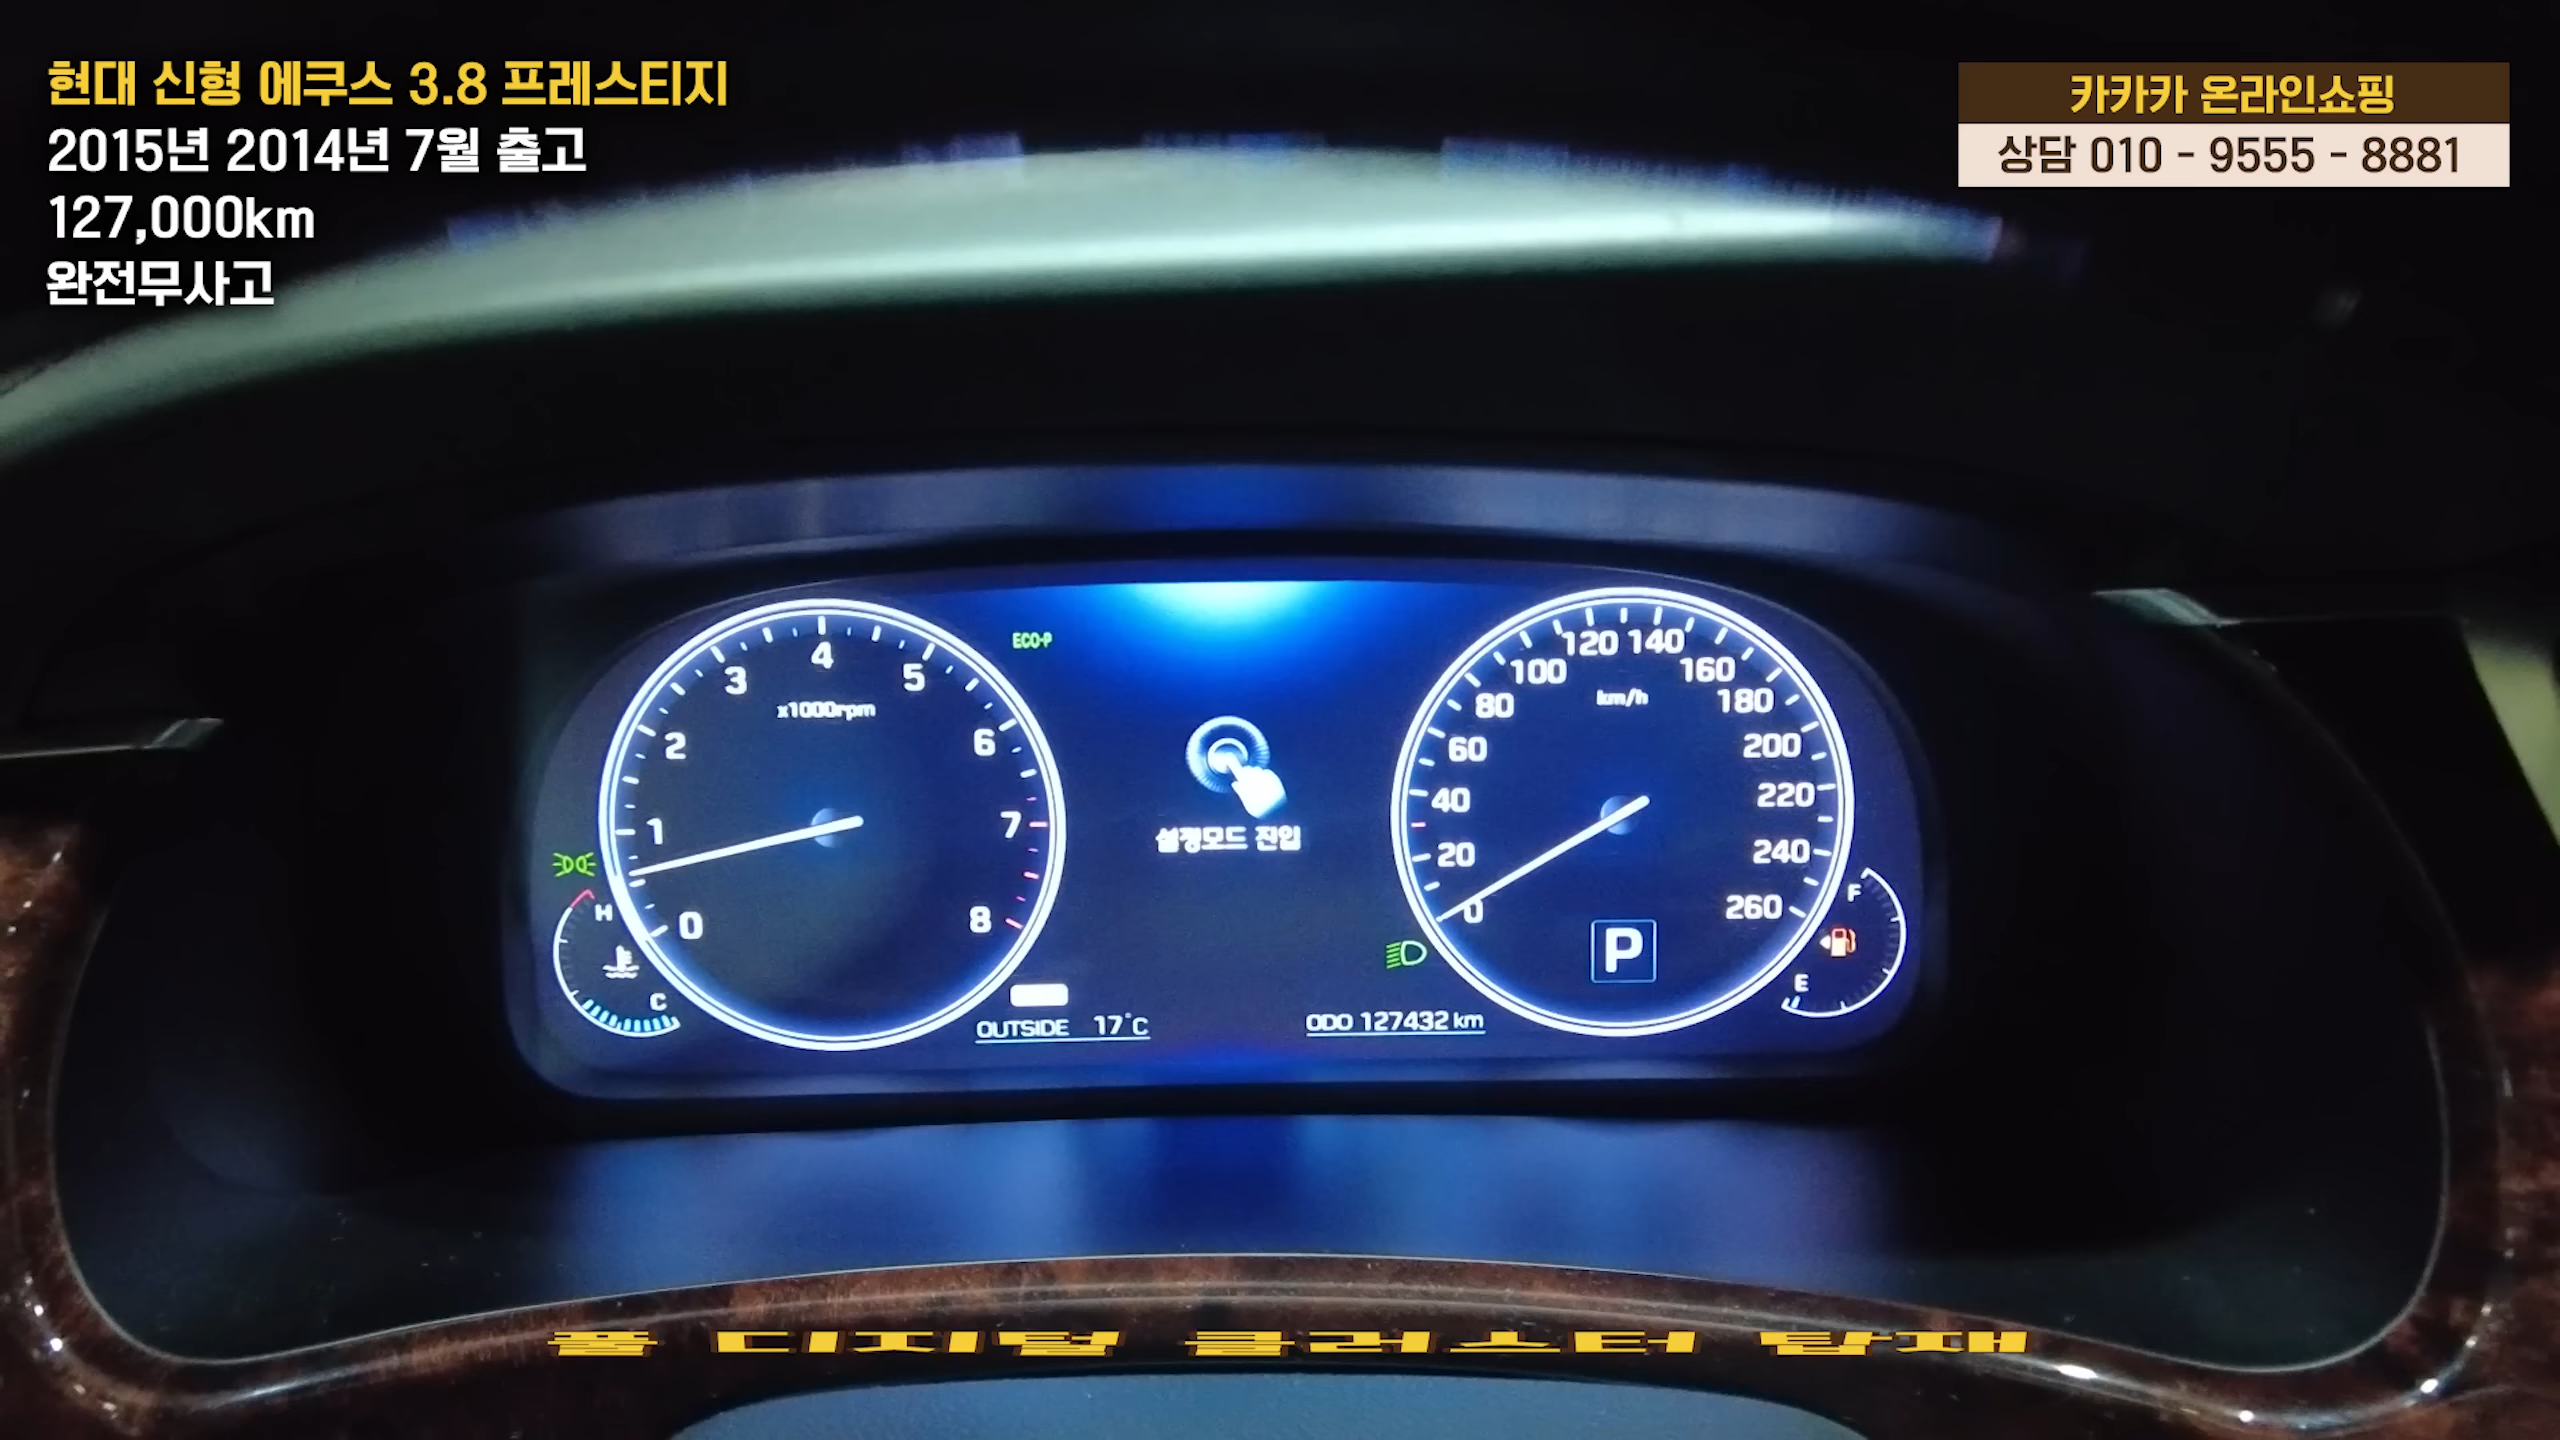 현대 신형 에쿠스 3.8 프레스티지
2015년 2014년 7월 출고
127,000km
완전무사고
카카카 온라인쇼핑
상담 010 - 9555 - 8881
ECO-P
0 1 2 3 4 5 6 7 8
x1000rpm
H
C
설정모드 진입
OUTSIDE 17°C
ODO 127432 km
0 20 40 60 80 100 120 140 160 180 200 220 240 260
km/h
P
F
E
풀 디지털 클러스터 탑재